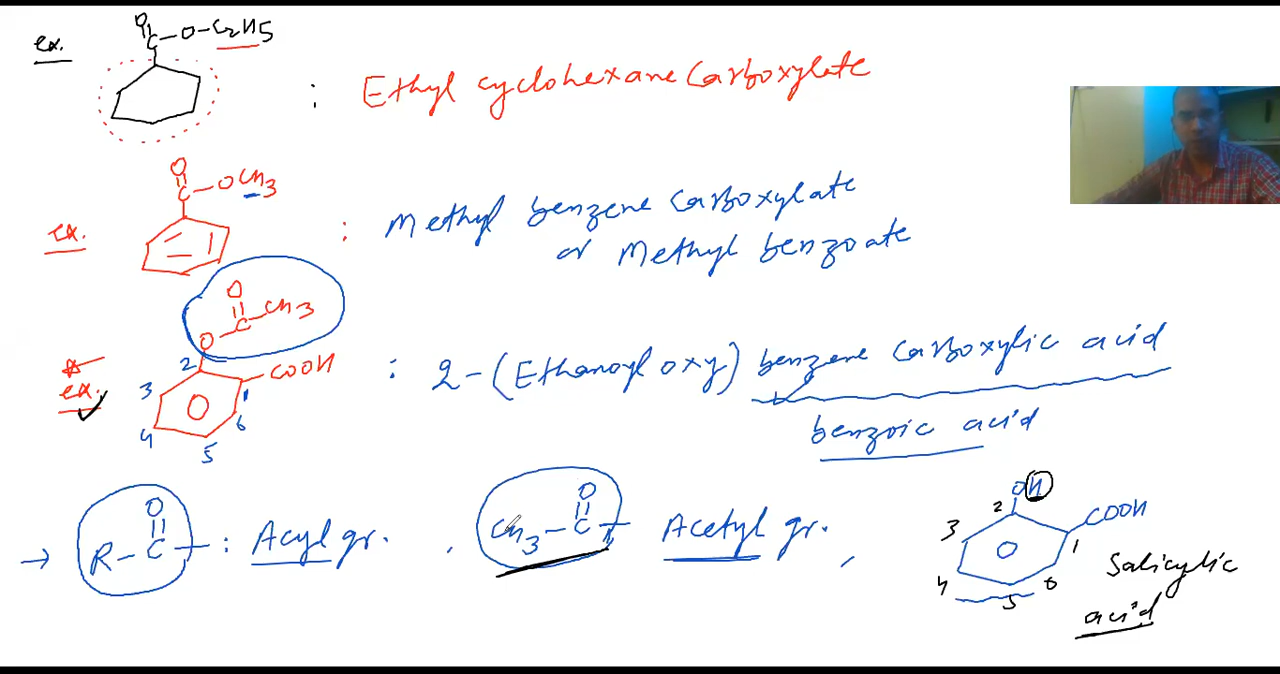 ex.
O
C-O-C2H5
: Ethyl cyclohexane carboxylate
O
C-OCH3
ex.
: Methyl benzene carboxylate
or Methyl benzoate
O
C CH3
O
ex.
2 COOH
3 1
4 6
5
: 2-(Ethanoyl oxy) benzene carboxylic acid
benzoic acid
→ R-C- : Acyl gr. , CH3-C- Acetyl gr. ,
O
O
OH
2 COOH
3 1
4 6
5
Salicylic
acid